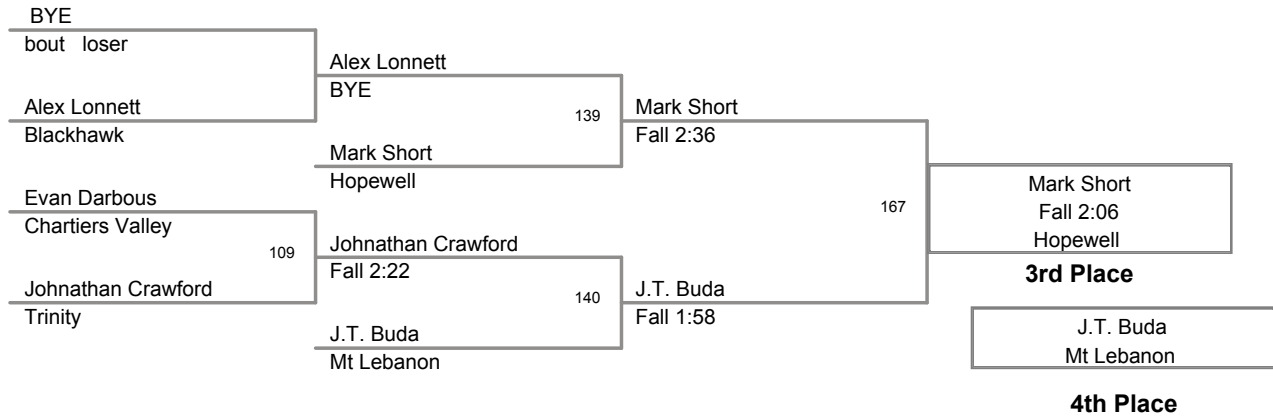 BYE
bout loser
Alex Lonnett
BYE
Alex Lonnett
Blackhawk
139
Mark Short
Fall 2:36
Mark Short
Hopewell
Evan Darbous
Chartiers Valley
109
Johnathan Crawford
Fall 2:22
Johnathan Crawford
Trinity
140
J.T. Buda
Fall 1:58
J.T. Buda
Mt Lebanon
167
Mark Short
Fall 2:06
Hopewell
3rd Place
J.T. Buda
Mt Lebanon
4th Place